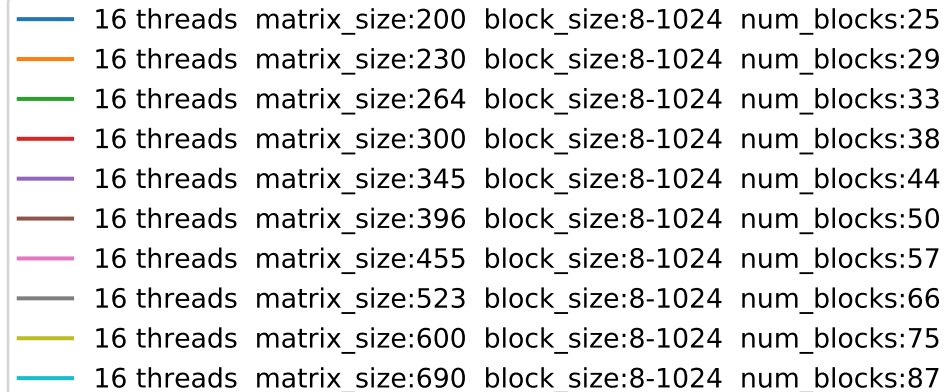 16 threads  matrix_size:200  block_size:8-1024  num_blocks:25
16 threads  matrix_size:230  block_size:8-1024  num_blocks:29
16 threads  matrix_size:264  block_size:8-1024  num_blocks:33
16 threads  matrix_size:300  block_size:8-1024  num_blocks:38
16 threads  matrix_size:345  block_size:8-1024  num_blocks:44
16 threads  matrix_size:396  block_size:8-1024  num_blocks:50
16 threads  matrix_size:455  block_size:8-1024  num_blocks:57
16 threads  matrix_size:523  block_size:8-1024  num_blocks:66
16 threads  matrix_size:600  block_size:8-1024  num_blocks:75
16 threads  matrix_size:690  block_size:8-1024  num_blocks:87